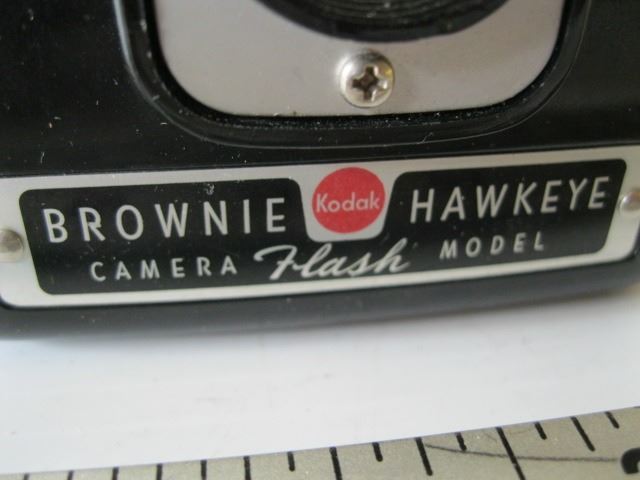 BROWNIE Kodak HAWKEYE
CAMERA Flash MODEL